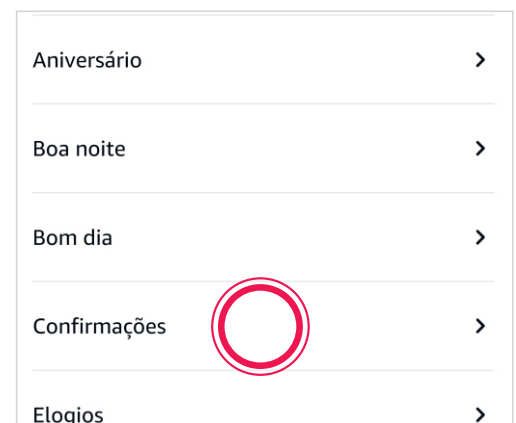 Aniversário
Boa noite
Bom dia
Confirmações
Elogios